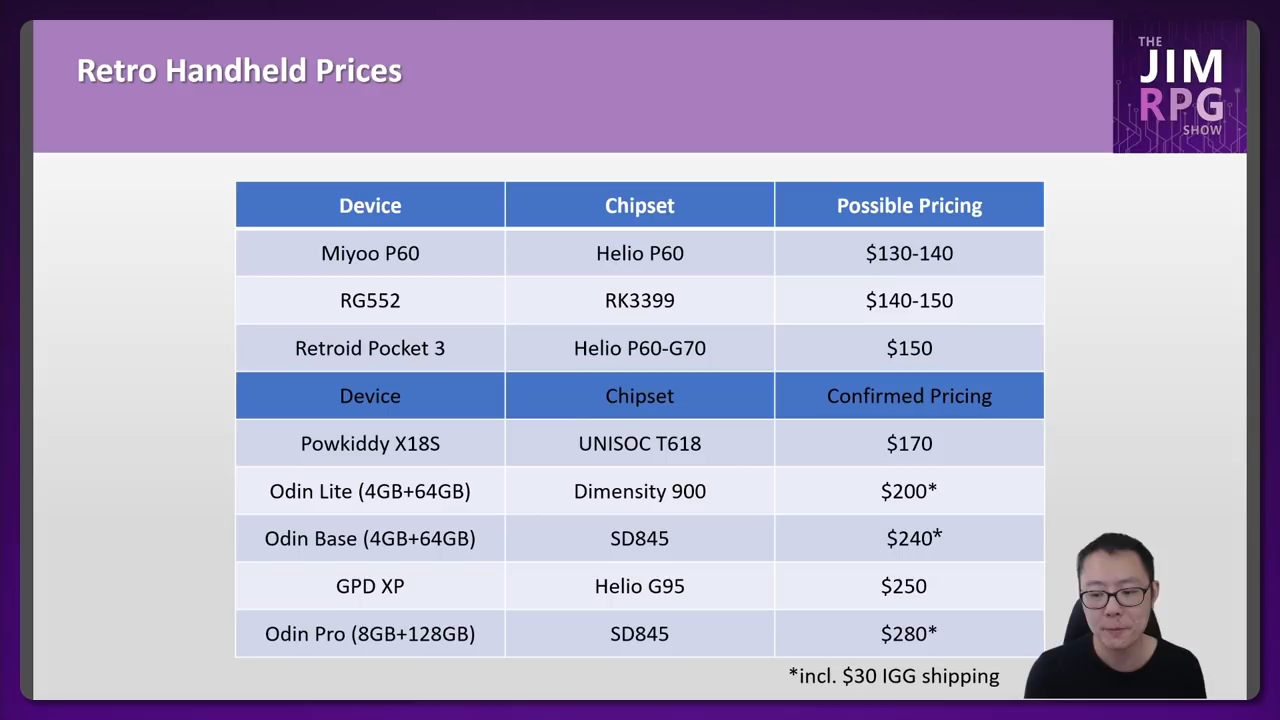 Retro Handheld Prices
THE
JIM
RPG
SHOW
Device Chipset Possible Pricing
Miyoo P60 Helio P60 $130-140
RG552 RK3399 $140-150
Retroid Pocket 3 Helio P60-G70 $150
Device Chipset Confirmed Pricing
Powkiddy X18S UNISOC T618 $170
Odin Lite (4GB+64GB) Dimensity 900 $200*
Odin Base (4GB+64GB) SD845 $240*
GPD XP Helio G95 $250
Odin Pro (8GB+128GB) SD845 $280*
*incl. $30 IGG shipping